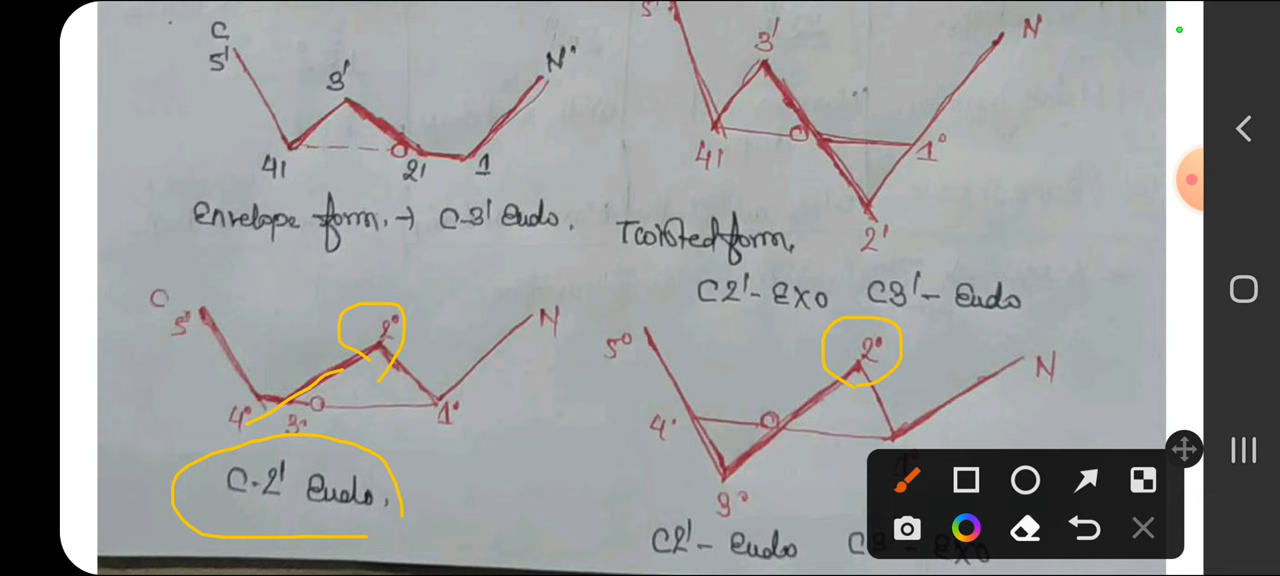 C
5'
3'
N'
4'
O
2'
1
Envelope form. → C-3' Endo.
5'
3'
N
4'
O
1°
2'
Twisted form.
C2' - Exo C3' - Endo
C
5'
2°
N
4°
3°
O
1°
C-2' Endo.
5°
2°
N
4'
O
3°
C2' - Endo